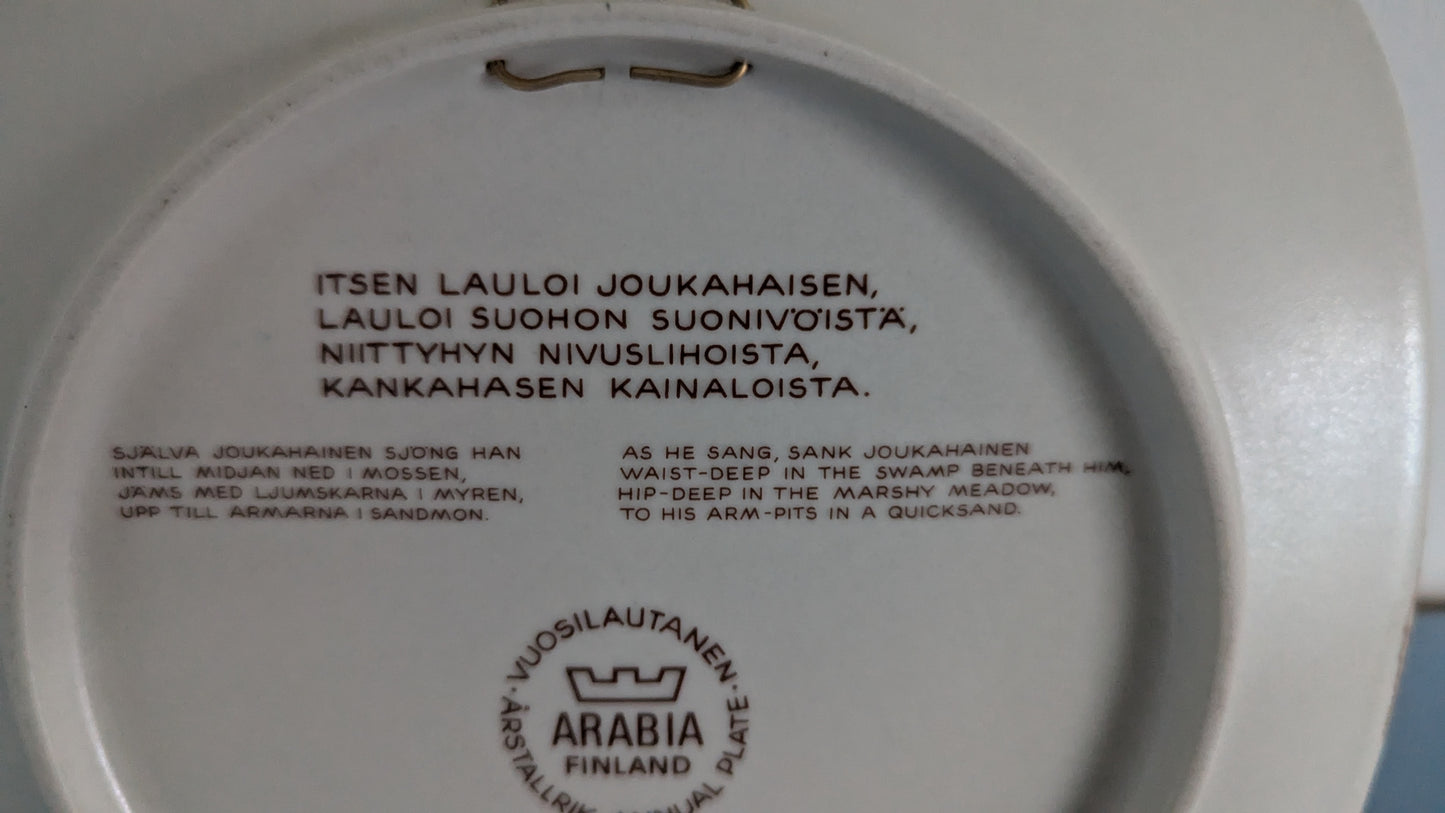 ITSEN LAULOI JOUKAHAISEN,
LAULOI SUOHON SUONIVÖISTÄ,
NIITTYHYN NIVUSLIHOISTA,
KANKAHASEN KAINALOISTA.
SJÄLVA JOUKAHAINEN SJÖNG HAN
INTILL MIDJAN NED I MOSSEN,
JÄMS MED LJUMSKARNA I MYREN,
UPP TILL ARMARNA I SANDMON.
AS HE SANG, SANK JOUKAHAINEN
WAIST-DEEP IN THE SWAMP BENEATH HIM,
HIP-DEEP IN THE MARSHY MEADOW,
TO HIS ARM-PITS IN A QUICKSAND.
· VUOSILAUTANEN ·
ARABIA
FINLAND
PLATE